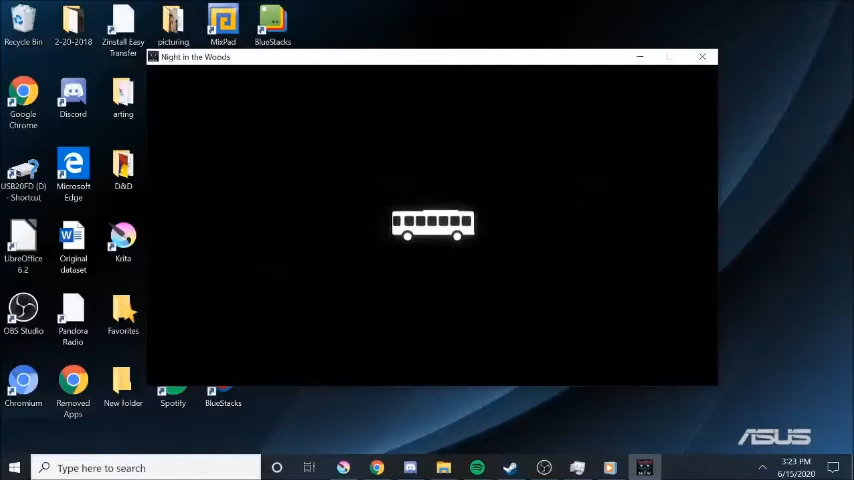 Night in the Woods
Recycle Bin
2-20-2018
Zinstall Easy
Transfer
picturing
MixPad
BlueStacks
Google
Chrome
Discord
arting
USB20FD (D)
- Shortcut
Microsoft
Edge
D&D
LibreOffice
6.2
Original
dataset
Krita
OBS Studio
Pandora
Radio
Favorites
Chromium
Removed
Apps
New folder
Spotify
BlueStacks
ASUS
Type here to search
3:23 PM
6/15/2020